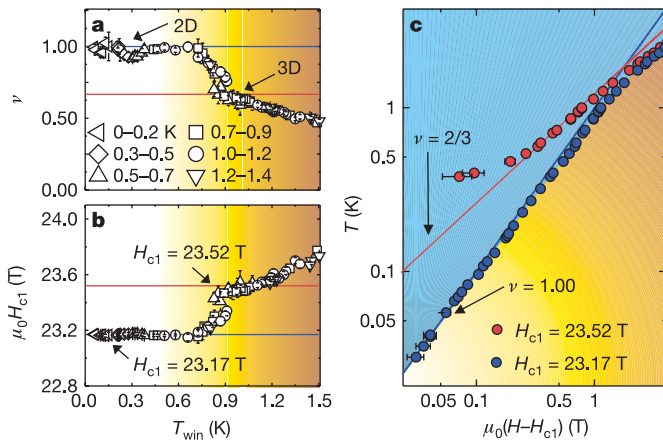 a
2D
3D
1.00
0.50
0.00
ν
0–0.2 K
0.3–0.5
0.5–0.7
0.7–0.9
1.0–1.2
1.2–1.4
b
24.0
23.6
23.2
22.8
μ₀Hc1 (T)
Hc1 = 23.52 T
Hc1 = 23.17 T
0.0 0.3 0.6 0.9 1.2 1.5
Twin (K)
c
1
0.5
0.1
0.05
T (K)
ν = 2/3
ν = 1.00
Hc1 = 23.52 T
Hc1 = 23.17 T
0.05 0.1 0.5 1
μ₀(H–Hc1) (T)